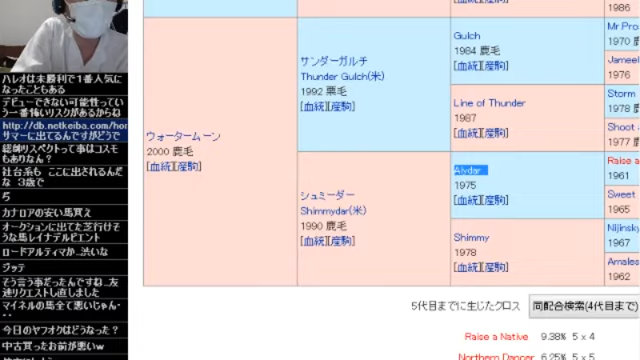 ハレオは未勝利で1番人気に
なったこともある
デビューできない可能性ってい
う一番怖いリスクがあるからね
http://db.netkeiba.com/hor
サマーに出てるんですがどうで
総帥リスペクトって事はコスモ
もありなん？
社台系も ここに出されるんだ
な 3歳で
5
カナロアの安い馬買え
オークションに出てた芝行けそ
うな馬レイナデルビエント
ロードアルティマか…渋いな
ジッテ
そう言う事だったんですね…友
達リクエストし直しました
マイネルの馬全て悪いじゃん・
・・
今日のヤフオクはどうなった？
中古買ったお前が悪いw
ウォータームーン
2000 鹿毛
[血統][産駒]
サンダーガルチ
Thunder Gulch(米)
1992 栗毛
[血統][産駒]
シュミーダー
Shimmydar(米)
1990 鹿毛
[血統][産駒]
Gulch
1984 鹿毛
[血統][産駒]
Line of Thunder
1987
[血統][産駒]
Alydar
1975
[血統][産駒]
Shimmy
1978
[血統][産駒]
1986
Mr Pro
1970 鹿
Jameel
1976
Storm
1978 鹿
Shoot a
1977 鹿
Raise a
1961
Sweet
1965
Nijinsky
1967
Amales
1962
5代目までに生じたクロス 同配合検索(4代目まで)
Raise a Native 9.38% 5 x 4
Northern Dancer 6.25% 5 x 5